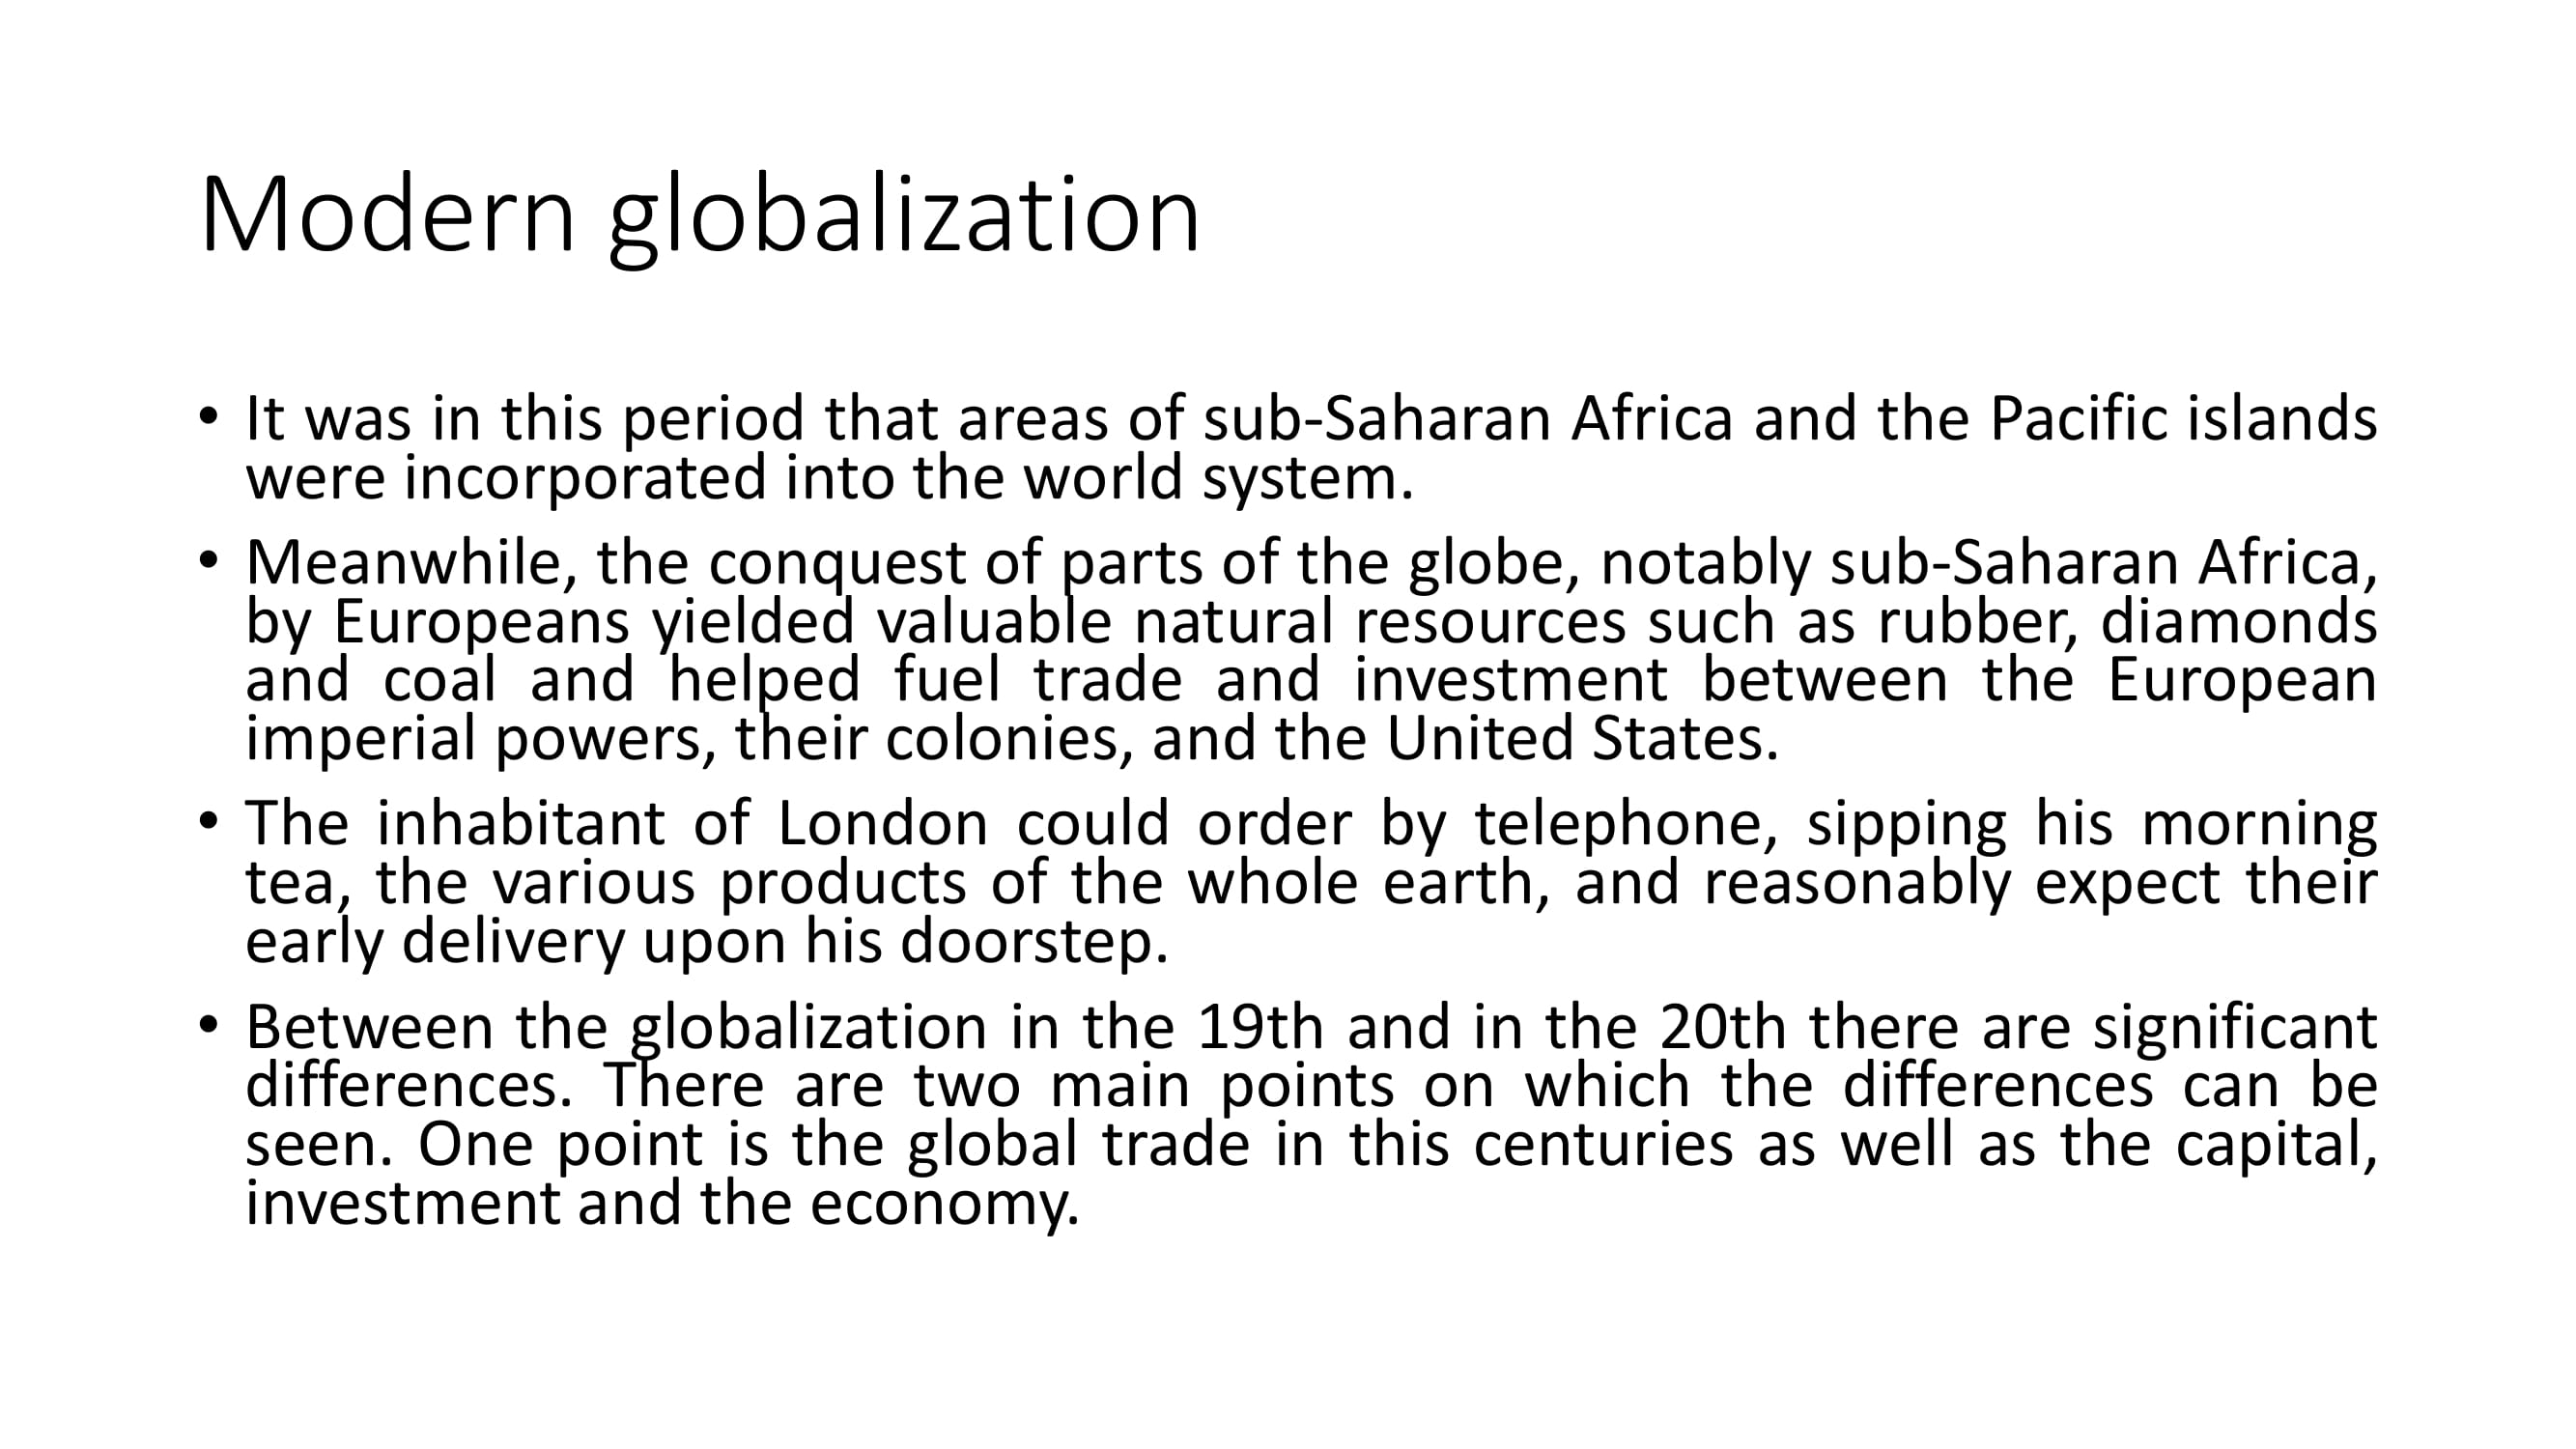 Modern globalization
• It was in this period that areas of sub-Saharan Africa and the Pacific islands
were incorporated into the world system.
• Meanwhile, the conquest of parts of the globe, notably sub-Saharan Africa,
by Europeans yielded valuable natural resources such as rubber, diamonds
and coal and helped fuel trade and investment between the European
imperial powers, their colonies, and the United States.
• The inhabitant of London could order by telephone, sipping his morning
tea, the various products of the whole earth, and reasonably expect their
early delivery upon his doorstep.
• Between the globalization in the 19th and in the 20th there are significant
differences. There are two main points on which the differences can be
seen. One point is the global trade in this centuries as well as the capital,
investment and the economy.